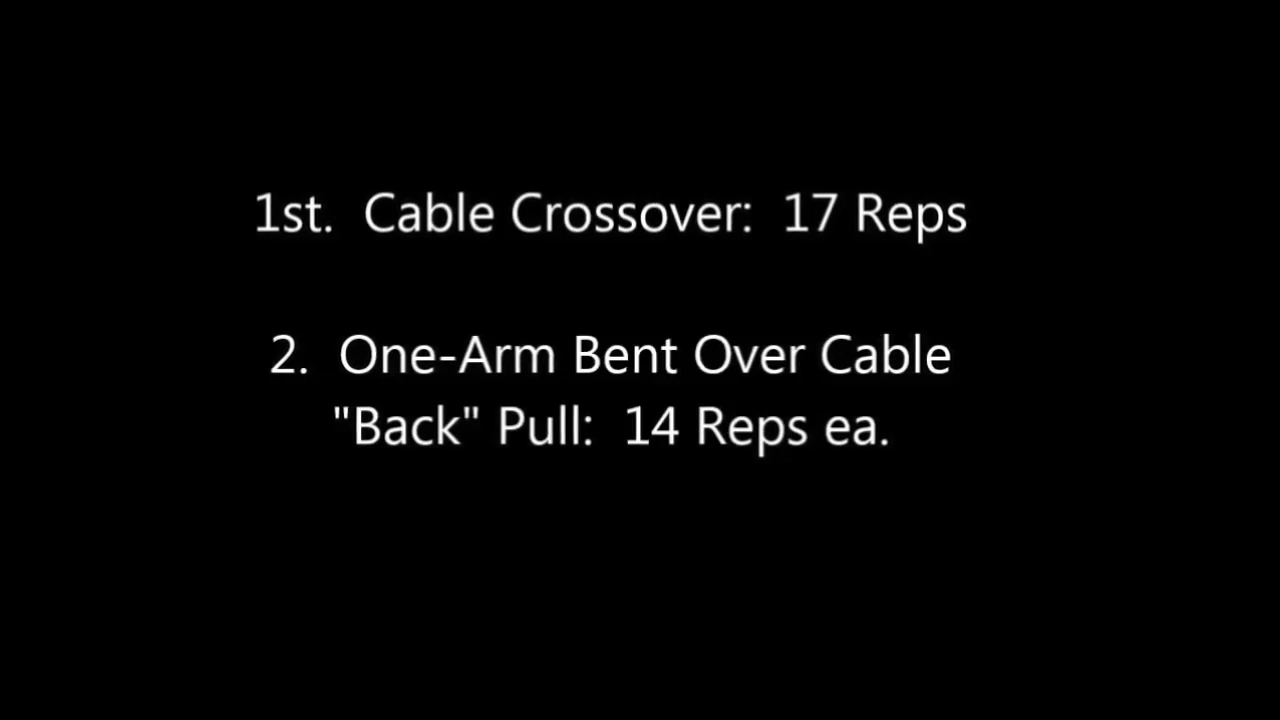 1st.  Cable Crossover:  17 Reps
2.  One-Arm Bent Over Cable
"Back" Pull:  14 Reps ea.